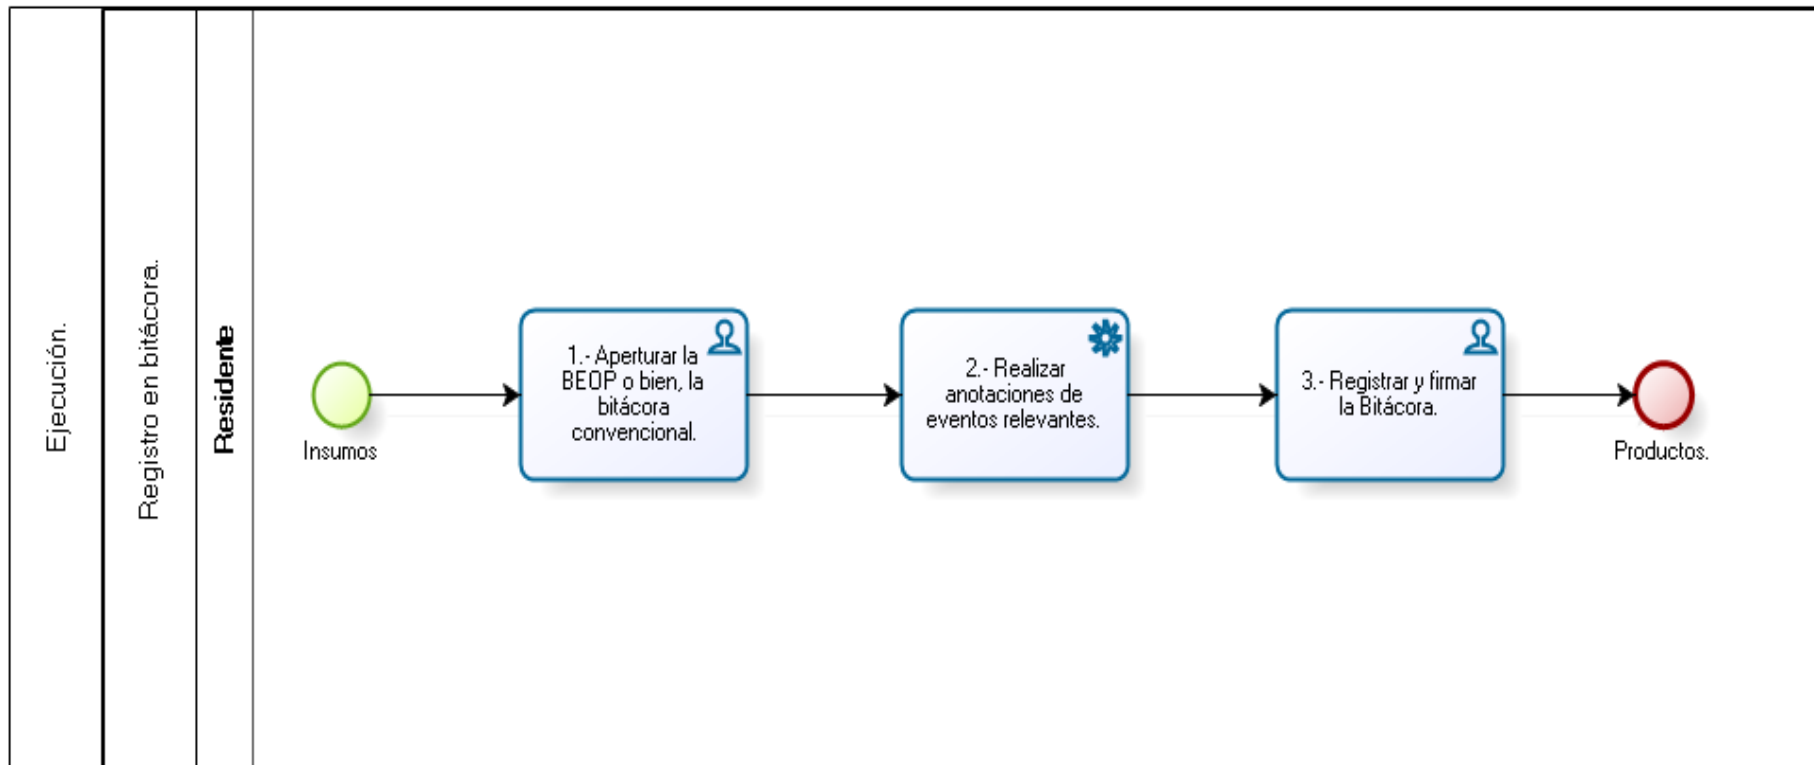 Ejecución.
Registro en bitácora.
Residente
Insumos
1.- Aperturar la
BEOP o bien, la
bitácora
convencional.
2.- Realizar
anotaciones de
eventos relevantes.
3.- Registrar y firmar
la Bitácora.
Productos.